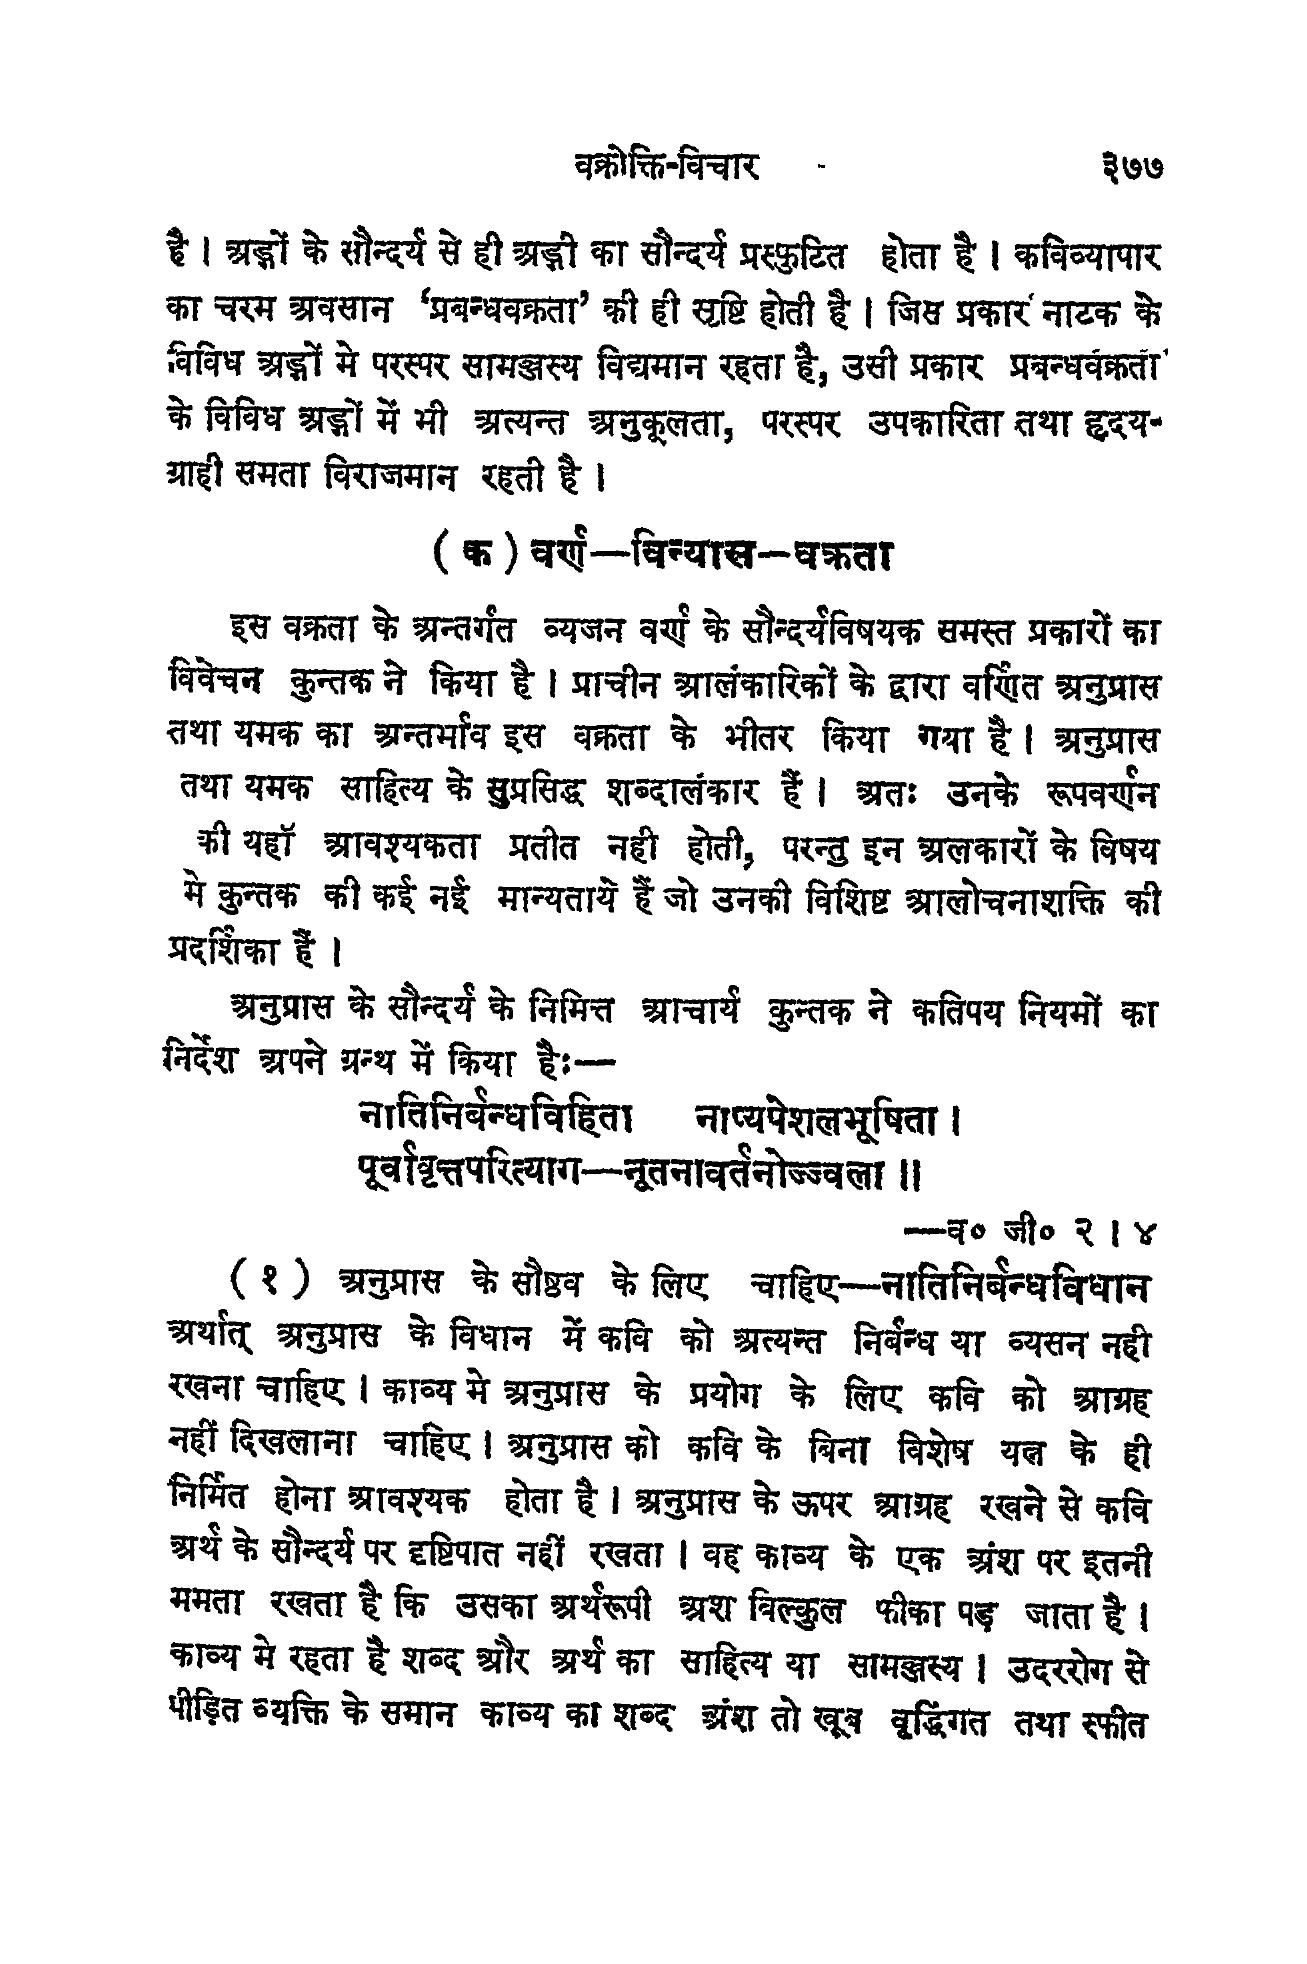 वक्रोक्ति-विचार ३७७
है। अङ्गों के सौन्दर्य से ही अङ्गी का सौन्दर्य प्रस्फुटित होता है। कविव्यापार
का चरम अवसान ‘प्रबन्धवक्रता’ की ही सृष्टि होती है। जिस प्रकार नाटक के
विविध अङ्गों मे परस्पर सामञ्जस्य विद्यमान रहता है, उसी प्रकार प्रबन्धवक्रता
के विविध अङ्गों में भी अत्यन्त अनुकूलता, परस्पर उपकारिता तथा हृदय-
ग्राही समता विराजमान रहती है।
( क ) वर्ण—विन्यास—वक्रता
इस वक्रता के अन्तर्गत व्यजन वर्ण के सौन्दर्यविषयक समस्त प्रकारों का
विवेचन कुन्तक ने किया है। प्राचीन आलंकारिकों के द्वारा वर्णित अनुप्रास
तथा यमक का अन्तर्भाव इस वक्रता के भीतर किया गया है। अनुप्रास
तथा यमक साहित्य के सुप्रसिद्ध शब्दालंकार हैं। अतः उनके रूपवर्णन
की यहाँ आवश्यकता प्रतीत नही होती, परन्तु इन अलकारों के विषय
मे कुन्तक की कई नई मान्यतायें हैं जो उनकी विशिष्ट आलोचनाशक्ति की
प्रदर्शिका हैं।
अनुप्रास के सौन्दर्य के निमित्त आचार्य कुन्तक ने कतिपय नियमों का
निर्देश अपने ग्रन्थ में किया है:—
नातिनिर्बन्धविहिता नाप्यपेशलभूषिता।
पूर्वावृत्तपरित्याग—नूतनावर्तनोज्ज्वला॥
—व० जी० २।४
( १ ) अनुप्रास के सौष्ठव के लिए चाहिए—नातिनिर्बन्धविधान
अर्थात् अनुप्रास के विधान में कवि को अत्यन्त निर्बन्ध या व्यसन नही
रखना चाहिए। काव्य मे अनुप्रास के प्रयोग के लिए कवि को आग्रह
नहीं दिखलाना चाहिए। अनुप्रास को कवि के बिना विशेष यत्न के ही
निर्मित होना आवश्यक होता है। अनुप्रास के ऊपर आग्रह रखने से कवि
अर्थ के सौन्दर्य पर दृष्टिपात नहीं रखता। वह काव्य के एक अंश पर इतनी
ममता रखता है कि उसका अर्थरूपी अश विल्कुल फीका पड़ जाता है।
काव्य मे रहता है शब्द और अर्थ का साहित्य या सामञ्जस्य। उदररोग से
पीड़ित व्यक्ति के समान काव्य का शब्द अंश तो खूब वृद्धिंगत तथा स्फीत